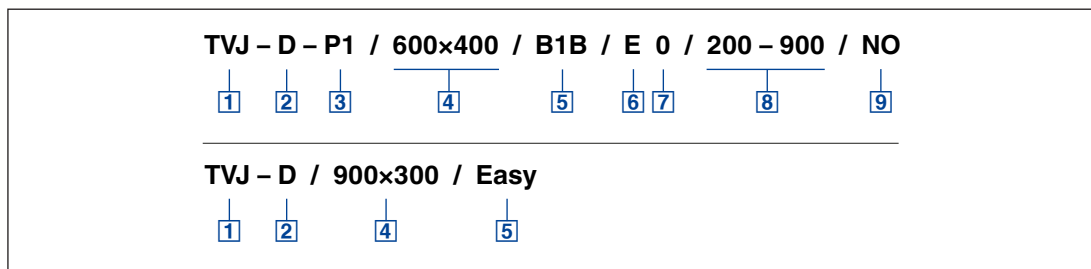 TVJ – D – P1 / 600×400 / B1B / E 0 / 200 – 900 / NO
1 2 3 4 5 6 7 8 9
TVJ – D / 900×300 / Easy
1 2 4 5